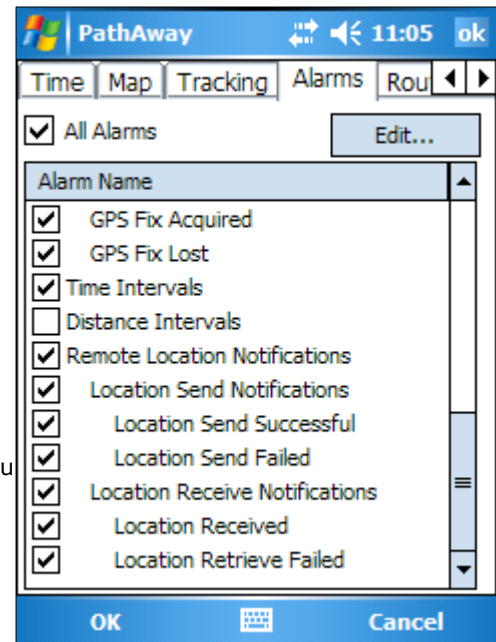 PathAway 11:05 ok
Time Map Tracking Alarms Rou
All Alarms Edit...
Alarm Name
GPS Fix Acquired
GPS Fix Lost
Time Intervals
Distance Intervals
Remote Location Notifications
Location Send Notifications
Location Send Successful
u
Location Send Failed
Location Receive Notifications
Location Received
Location Retrieve Failed
OK Cancel